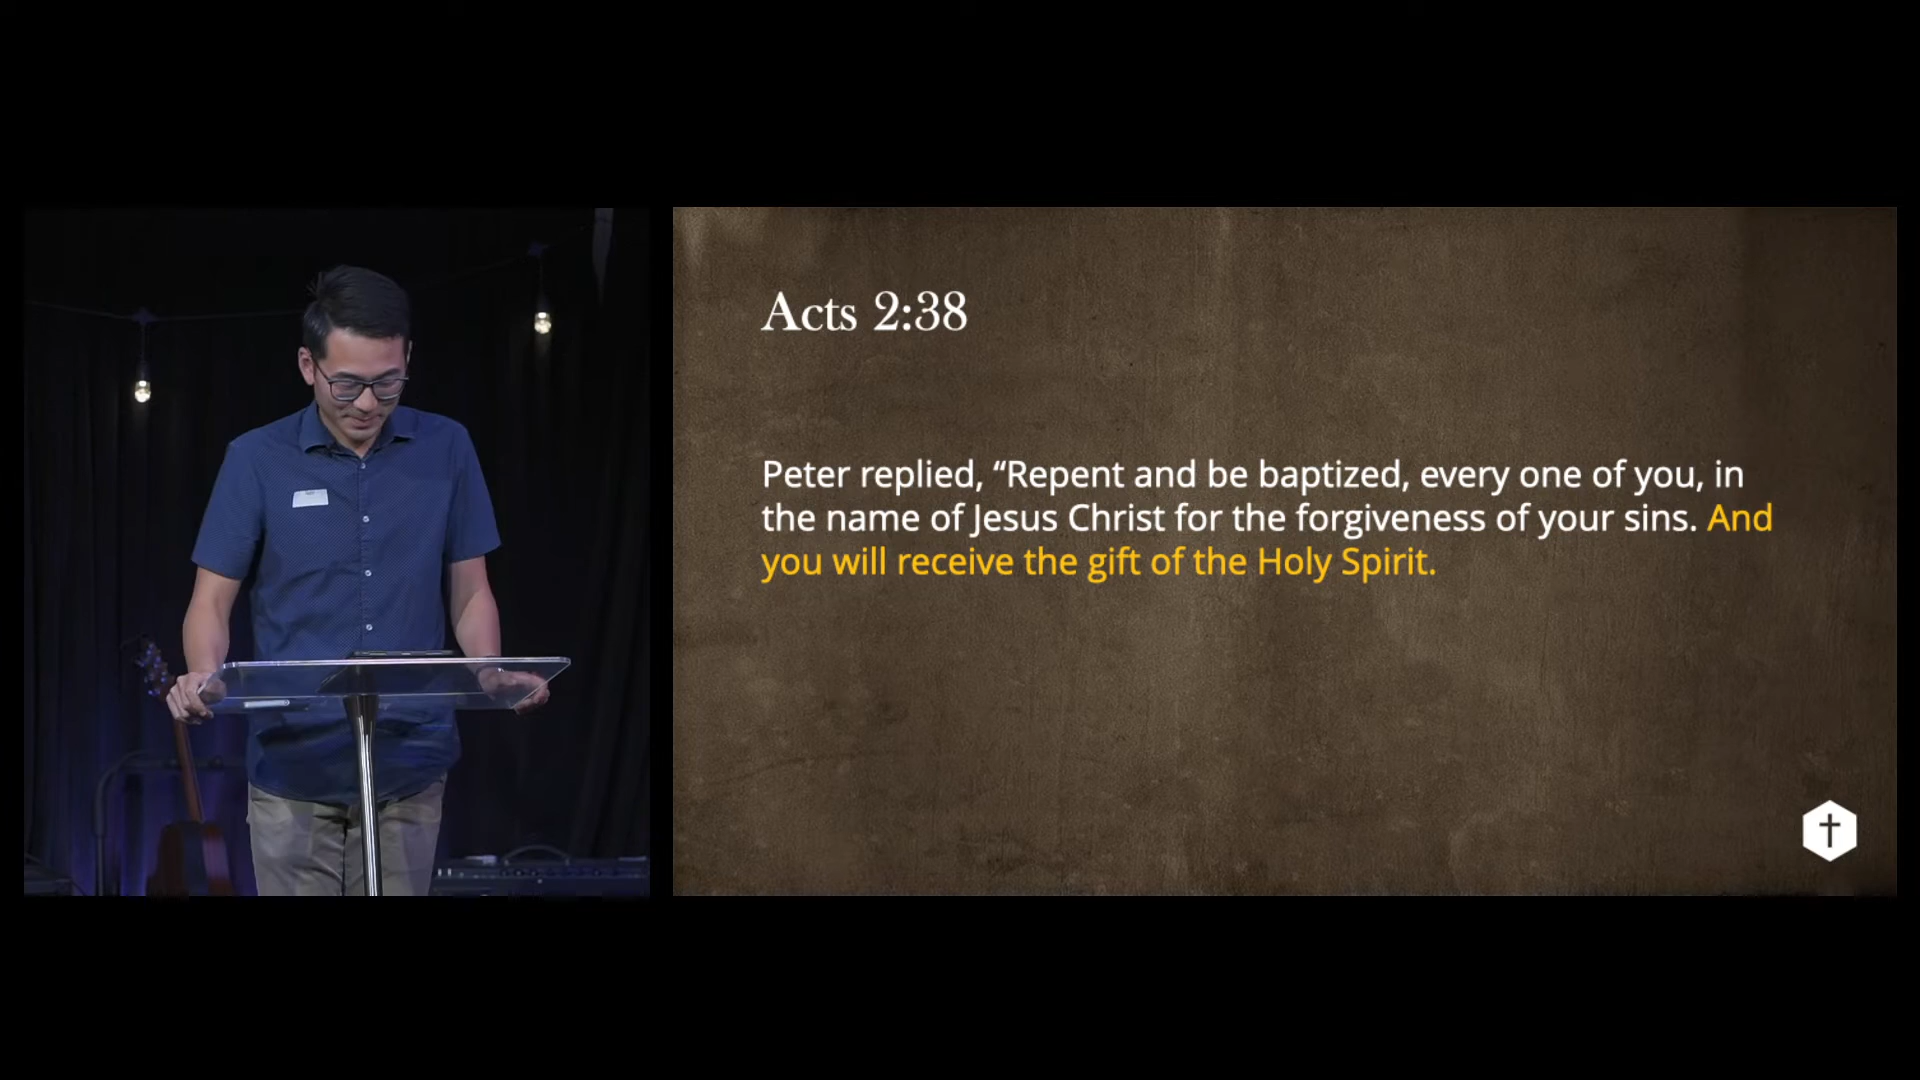 Acts 2:38
Peter replied, “Repent and be baptized, every one of you, in
the name of Jesus Christ for the forgiveness of your sins. And
you will receive the gift of the Holy Spirit.